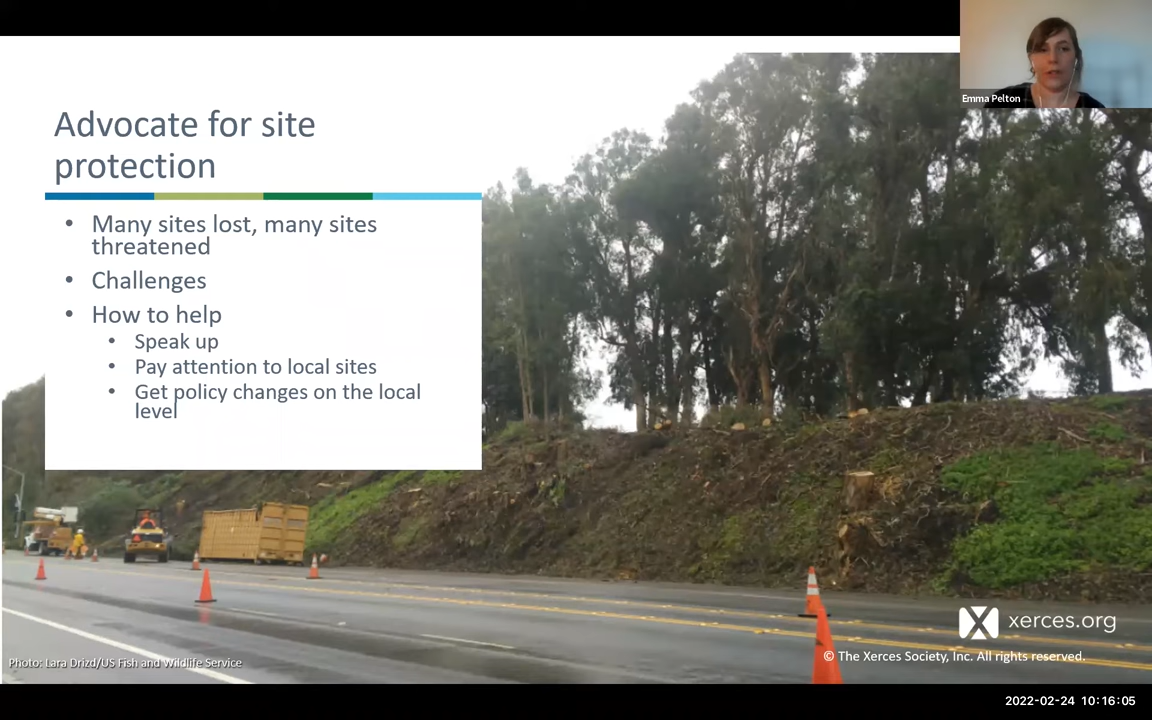 Emma Pelton
Advocate for site
protection
• Many sites lost, many sites
threatened
• Challenges
• How to help
• Speak up
• Pay attention to local sites
• Get policy changes on the local
level
xerces.org
Photo: Lara Drizd/US Fish and Wildlife Service
© The Xerces Society, Inc. All rights reserved.
2022-02-24 10:16:05